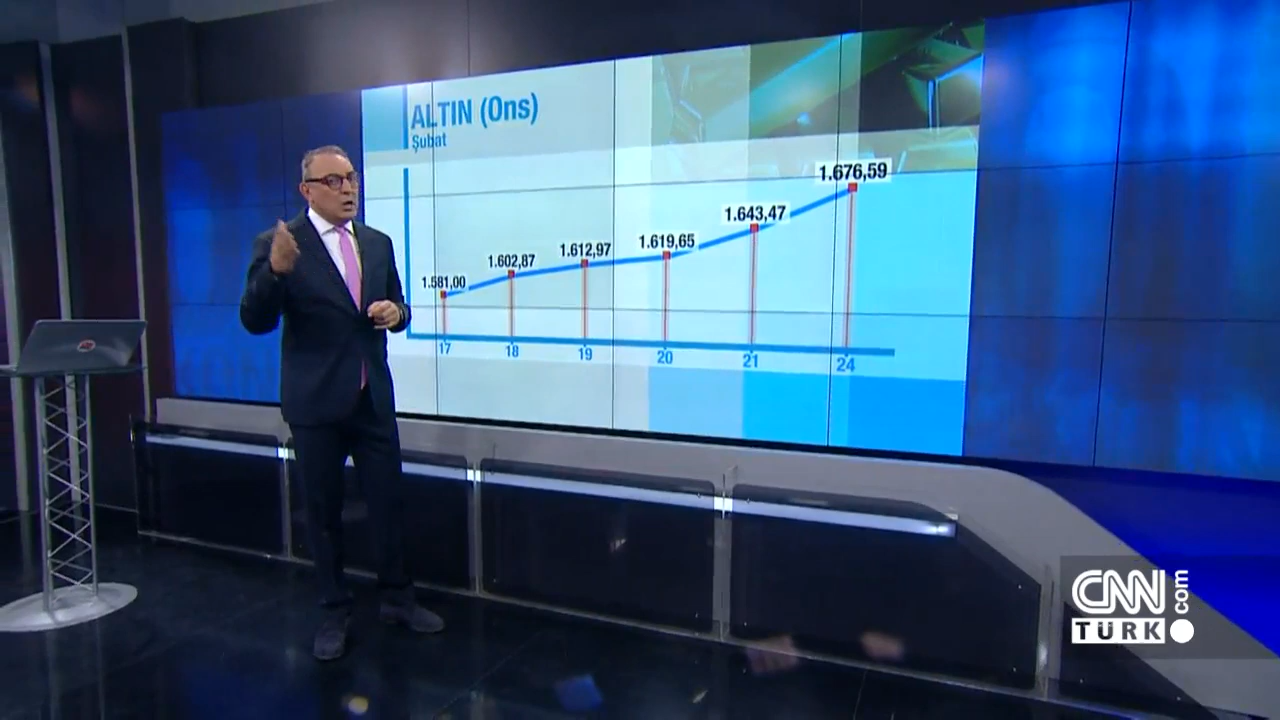 ALTIN (Ons)
Şubat
1.581,00
1.602,87
1.612,97
1.619,65
1.643,47
1.676,59
17
18
19
20
21
24
CNN
TÜRK
.com